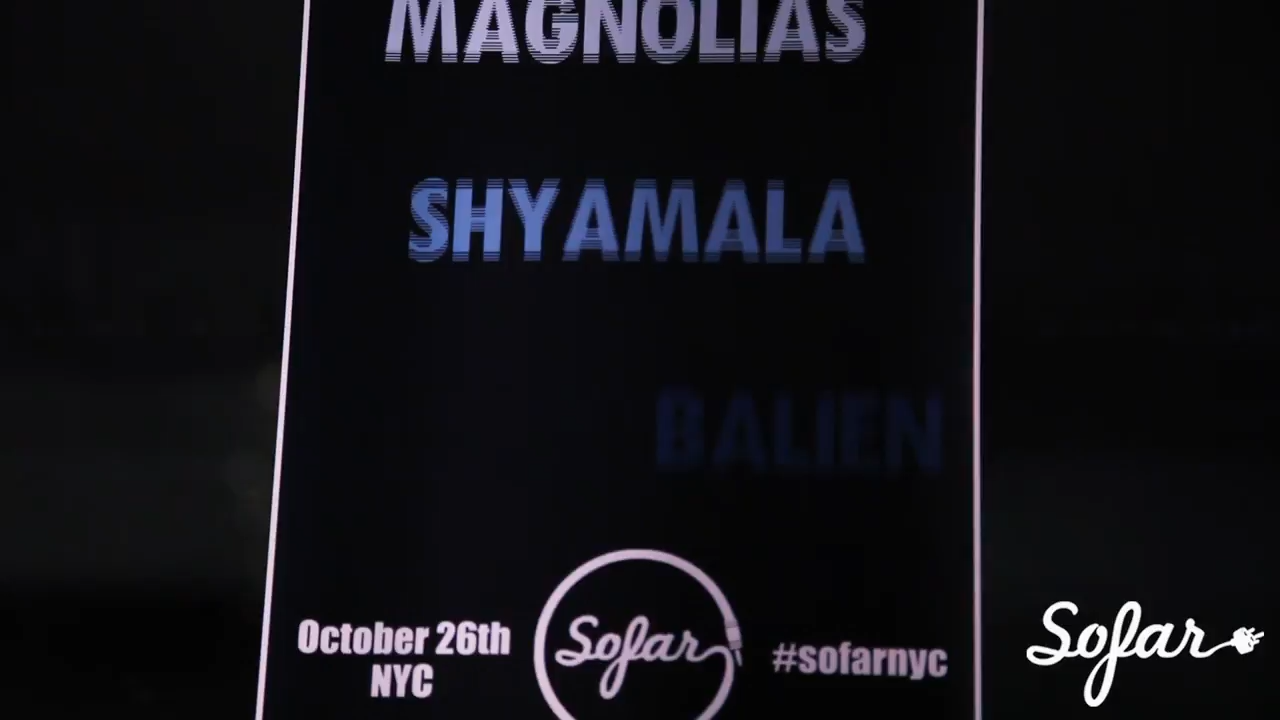 MAGNOLIAS
SHYAMALA
BALIEN
October 26th
NYC
Sofar
#sofarnyc
Sofar